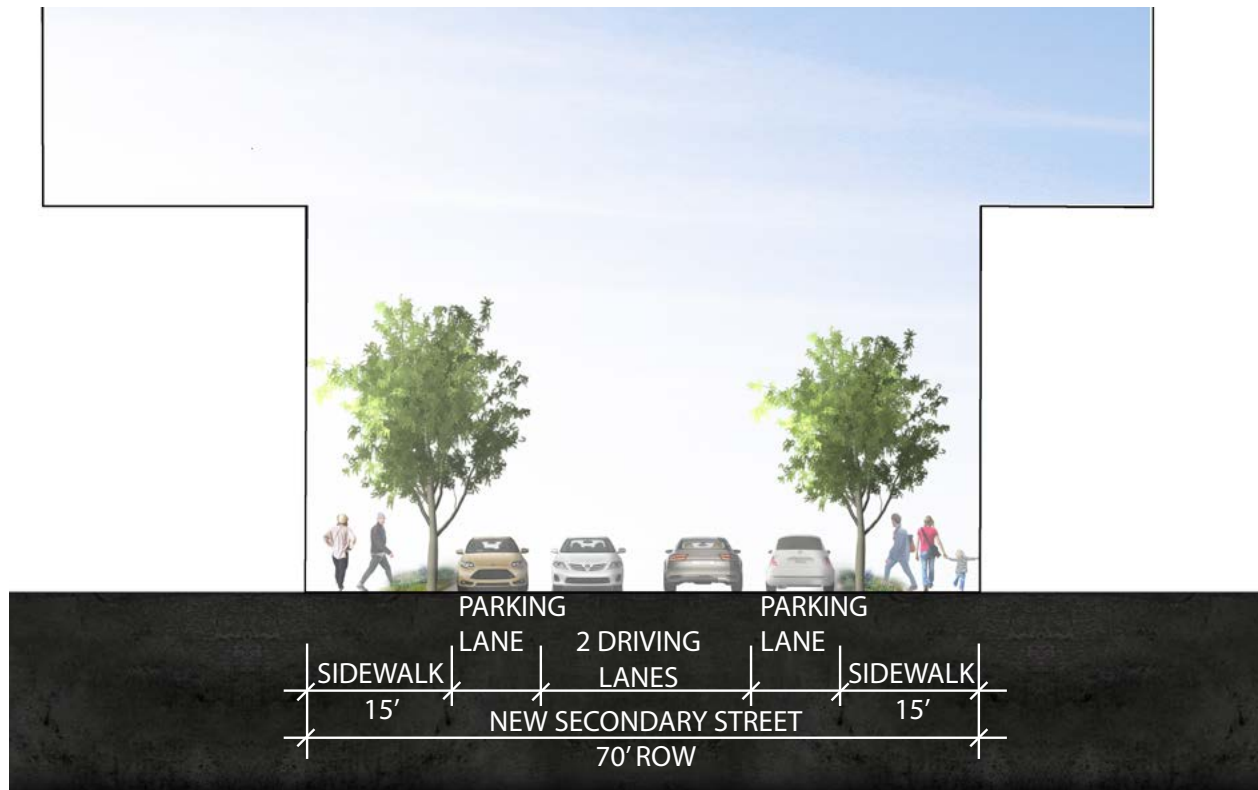 PARKING LANE
2 DRIVING LANES
PARKING LANE
SIDEWALK
15’
SIDEWALK
15’
NEW SECONDARY STREET
70’ ROW